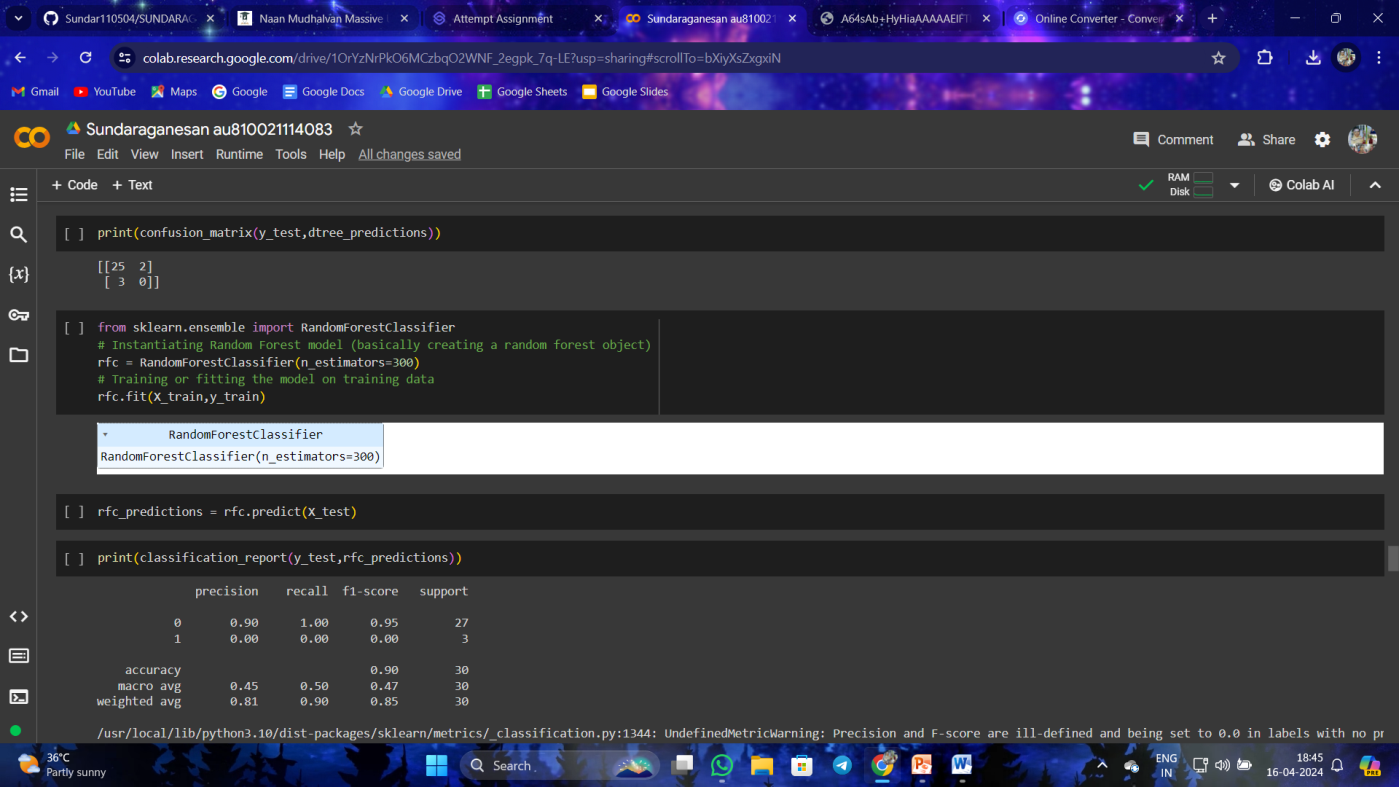 Sundar110504/SUNDARAG
Naan Mudhalvan Massive
Attempt Assignment
Sundaraganesan au810021
A64sAb+HyHiaAAAAAElFT
Online Converter - Conver
colab.research.google.com/drive/1OrYzNrPkO6MCzbqO2WNF_2egpk_7q-LE?usp=sharing#scrollTo=bXiyXsZxgxiN
Gmail YouTube Maps Google Google Docs Google Drive Google Sheets Google Slides
Sundaraganesan au810021114083
Comment Share
File Edit View Insert Runtime Tools Help All changes saved
+ Code + Text
RAM
Disk
Colab AI
[ ] print(confusion_matrix(y_test,dtree_predictions))
[[25 2]
[ 3 0]]
[ ] from sklearn.ensemble import RandomForestClassifier
# Instantiating Random Forest model (basically creating a random forest object)
rfc = RandomForestClassifier(n_estimators=300)
# Training or fitting the model on training data
rfc.fit(X_train,y_train)
RandomForestClassifier
RandomForestClassifier(n_estimators=300)
[ ] rfc_predictions = rfc.predict(X_test)
[ ] print(classification_report(y_test,rfc_predictions))
precision recall f1-score support
0 0.90 1.00 0.95 27
1 0.00 0.00 0.00 3
accuracy 0.90 30
macro avg 0.45 0.50 0.47 30
weighted avg 0.81 0.90 0.85 30
/usr/local/lib/python3.10/dist-packages/sklearn/metrics/_classification.py:1344: UndefinedMetricWarning: Precision and F-score are ill-defined and being set to 0.0 in labels with no pr
{x}
36°C
Partly sunny
Search
ENG
IN
18:45
16-04-2024
PRE